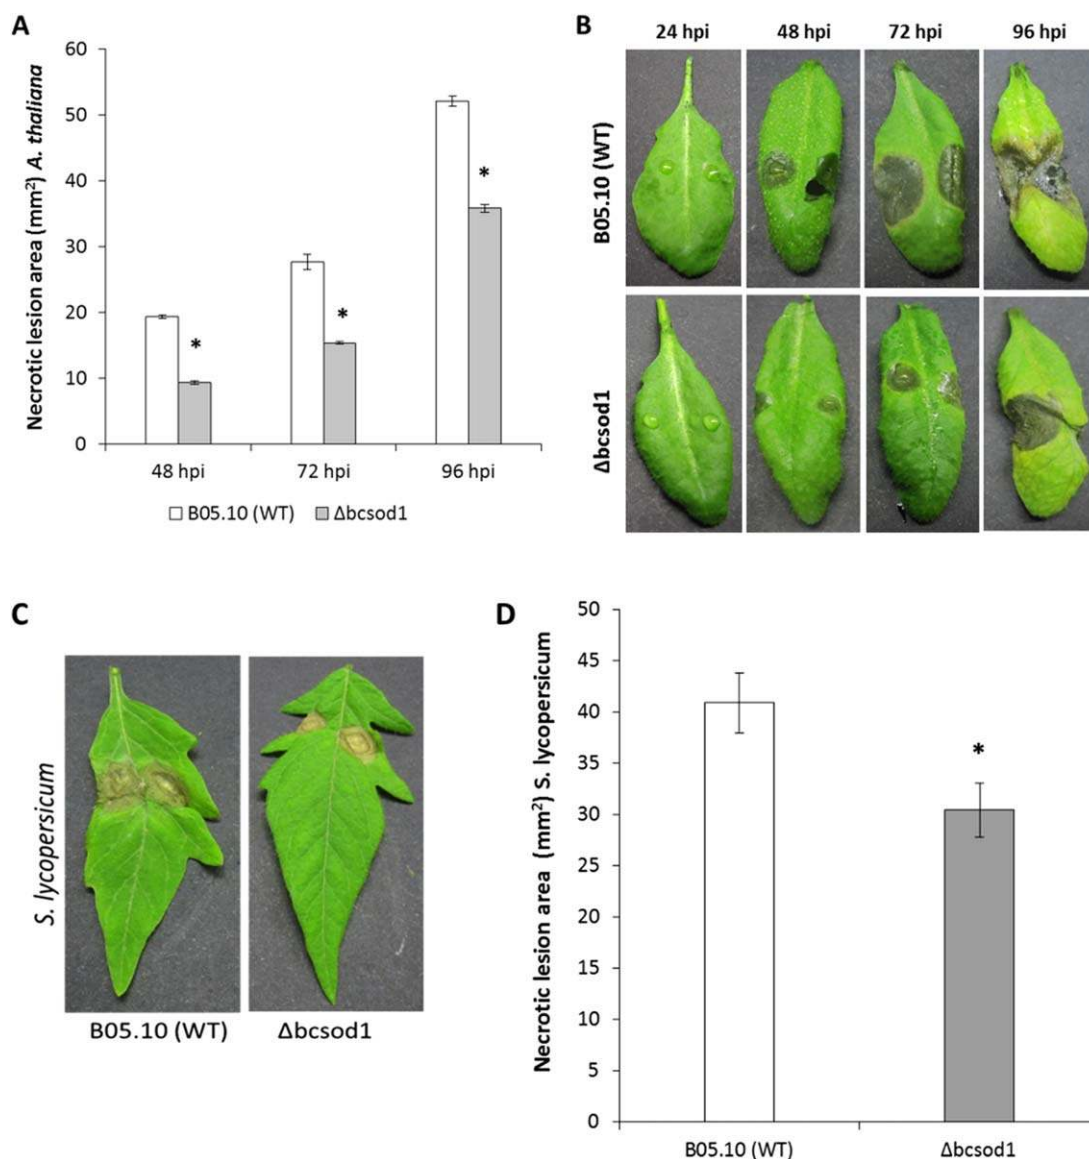 A
Necrotic lesion area (mm²) A. thaliana
60
50
40
30
20
10
0
*
*
*
48 hpi
72 hpi
96 hpi
B05.10 (WT)
Δbcsod1
B
24 hpi
48 hpi
72 hpi
96 hpi
B05.10 (WT)
Δbcsod1
C
S. lycopersicum
B05.10 (WT)
Δbcsod1
D
Necrotic lesion area (mm²) S. lycopersicum
50
45
40
35
30
25
20
15
10
5
0
*
B05.10 (WT)
Δbcsod1